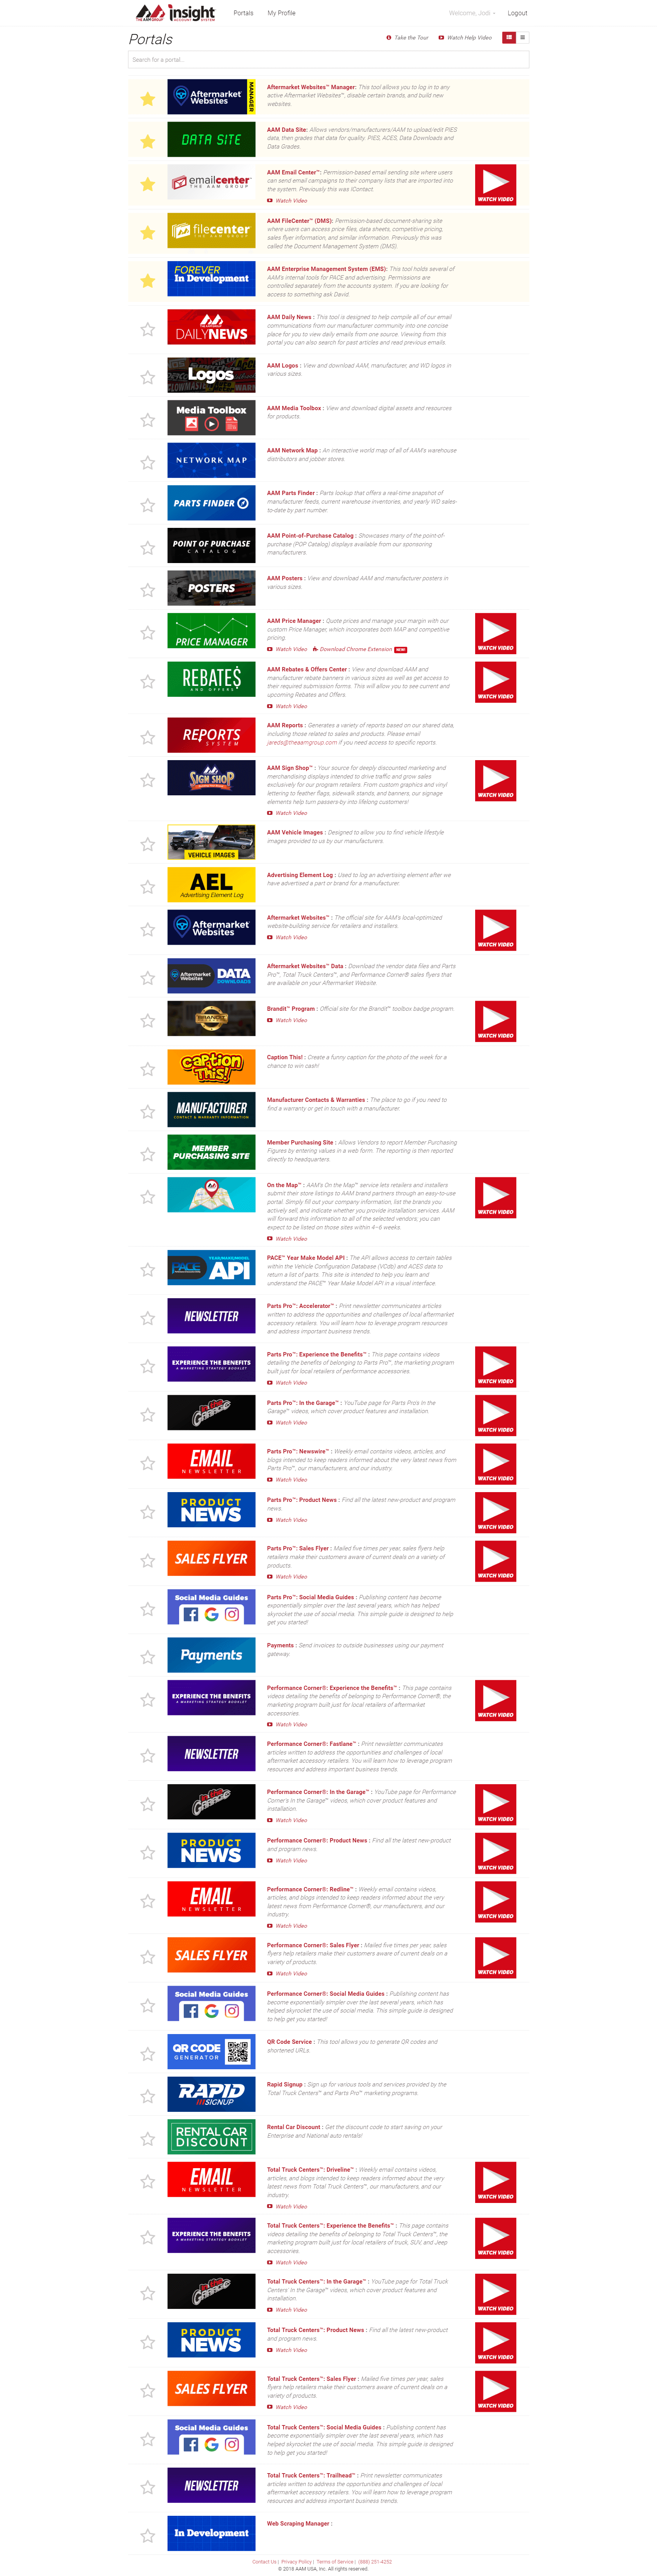 THE AAM GROUP insight
Portals
My Profile
Welcome, Jodi
Logout
Portals
Take the Tour
Watch Help Video
Search for a portal...
Aftermarket Websites MANAGER
Aftermarket Websites™ Manager: This tool allows you to log in to any
active Aftermarket Websites™, disable certain brands, and build new
websites.
DATA SITE
AAM Data Site: Allows vendors/manufacturers/AAM to upload/edit PIES
data, then grades that data for quality. PIES, ACES, Data Downloads and
Data Grades.
emailcenter
THE AAM GROUP
AAM Email Center™: Permission-based email sending site where users
can send email campaigns to their company lists that are imported into
the system. Previously this was IContact.
Watch Video
WATCH VIDEO
filecenter
AAM FileCenter™ (DMS): Permission-based document-sharing site
where users can access price files, data sheets, competitive pricing,
sales flyer information, and similar information. Previously this was
called the Document Management System (DMS).
FOREVER
In Development
AAM Enterprise Management System (EMS): This tool holds several of
AAM's internal tools for PACE and advertising. Permissions are
controlled separately from the accounts system. If you are looking for
access to something ask David.
DAILYNEWS
AAM Daily News : This tool is designed to help compile all of our email
communications from our manufacturer community into one concise
place for you to view daily emails from one source. Viewing from this
portal you can also search for past articles and read previous emails.
Logos
AAM Logos : View and download AAM, manufacturer, and WD logos in
various sizes.
Media Toolbox
AAM Media Toolbox : View and download digital assets and resources
for products.
NETWORK MAP
AAM Network Map : An interactive world map of all of AAM's warehouse
distributors and jobber stores.
PARTS FINDER
AAM Parts Finder : Parts lookup that offers a real-time snapshot of
manufacturer feeds, current warehouse inventories, and yearly WD sales-
to-date by part number.
POINT OF PURCHASE
CATALOG
AAM Point-of-Purchase Catalog : Showcases many of the point-of-
purchase (POP Catalog) displays available from our sponsoring
manufacturers.
POSTERS
AAM Posters : View and download AAM and manufacturer posters in
various sizes.
PRICE MANAGER
AAM Price Manager : Quote prices and manage your margin with our
custom Price Manager, which incorporates both MAP and competitive
pricing.
Watch Video Download Chrome Extension NEW!
WATCH VIDEO
REBATES
AND OFFERS
AAM Rebates & Offers Center : View and download AAM and
manufacturer rebate banners in various sizes as well as get access to
their required submission forms. This will allow you to see current and
upcoming Rebates and Offers.
Watch Video
WATCH VIDEO
REPORTS
SYSTEM
AAM Reports : Generates a variety of reports based on our shared data,
including those related to sales and products. Please email
jareds@theaamgroup.com if you need access to specific reports.
SIGN SHOP
AAM Sign Shop™ : Your source for deeply discounted marketing and
merchandising displays intended to drive traffic and grow sales
exclusively for our program retailers. From custom graphics and vinyl
lettering to feather flags, sidewalk stands, and banners, our signage
elements help turn passers-by into lifelong customers!
Watch Video
WATCH VIDEO
VEHICLE IMAGES
AAM Vehicle Images : Designed to allow you to find vehicle lifestyle
images provided to us by our manufacturers.
AEL
Advertising Element Log
Advertising Element Log : Used to log an advertising element after we
have advertised a part or brand for a manufacturer.
Aftermarket Websites
Aftermarket Websites™ : The official site for AAM's local-optimized
website-building service for retailers and installers.
Watch Video
WATCH VIDEO
Aftermarket Websites DATA DOWNLOADS
Aftermarket Websites™ Data : Download the vendor data files and Parts
Pro™, Total Truck Centers™, and Performance Corner® sales flyers that
are available on your Aftermarket Website.
BRANDIT
Brandit™ Program : Official site for the Brandit™ toolbox badge program.
Watch Video
WATCH VIDEO
Caption This!
Caption This! : Create a funny caption for the photo of the week for a
chance to win cash!
MANUFACTURER
CONTACT & WARRANTY INFORMATION
Manufacturer Contacts & Warranties : The place to go if you need to
find a warranty or get in touch with a manufacturer.
MEMBER
PURCHASING SITE
Member Purchasing Site : Allows Vendors to report Member Purchasing
Figures by entering values in a web form. The reporting is then reported
directly to headquarters.
On the Map™ : AAM's On the Map™ service lets retailers and installers
submit their store listings to AAM brand partners through an easy-to-use
portal. Simply fill out your company information, list the brands you
actively sell, and indicate whether you provide installation services. AAM
will forward this information to all of the selected vendors; you can
expect to be listed on those sites within 4–6 weeks.
Watch Video
WATCH VIDEO
PACE YEAR/MAKE/MODEL API
PACE™ Year Make Model API : The API allows access to certain tables
within the Vehicle Configuration Database (VCdb) and ACES data to
return a list of parts. This site is intended to help you learn and
understand the PACE™ Year Make Model API in a visual interface.
NEWSLETTER
Parts Pro™: Accelerator™ : Print newsletter communicates articles
written to address the opportunities and challenges of local aftermarket
accessory retailers. You will learn how to leverage program resources
and address important business trends.
EXPERIENCE THE BENEFITS
A MARKETING STRATEGY BOOKLET
Parts Pro™: Experience the Benefits™ : This page contains videos
detailing the benefits of belonging to Parts Pro™, the marketing program
built just for local retailers of performance accessories.
Watch Video
WATCH VIDEO
In The Garage
Parts Pro™: In the Garage™ : YouTube page for Parts Pro's In the
Garage™ videos, which cover product features and installation.
Watch Video
WATCH VIDEO
EMAIL
NEWSLETTER
Parts Pro™: Newswire™ : Weekly email contains videos, articles, and
blogs intended to keep readers informed about the very latest news from
Parts Pro™, our manufacturers, and our industry.
Watch Video
WATCH VIDEO
PRODUCT
NEWS
Parts Pro™: Product News : Find all the latest new-product and program
news.
Watch Video
WATCH VIDEO
SALES FLYER
Parts Pro™: Sales Flyer : Mailed five times per year, sales flyers help
retailers make their customers aware of current deals on a variety of
products.
Watch Video
WATCH VIDEO
Social Media Guides
Parts Pro™: Social Media Guides : Publishing content has become
exponentially simpler over the last several years, which has helped
skyrocket the use of social media. This simple guide is designed to help
get you started!
Payments
Payments : Send invoices to outside businesses using our payment
gateway.
EXPERIENCE THE BENEFITS
A MARKETING STRATEGY BOOKLET
Performance Corner®: Experience the Benefits™ : This page contains
videos detailing the benefits of belonging to Performance Corner®, the
marketing program built just for local retailers of aftermarket
accessories.
Watch Video
WATCH VIDEO
NEWSLETTER
Performance Corner®: Fastlane™ : Print newsletter communicates
articles written to address the opportunities and challenges of local
aftermarket accessory retailers. You will learn how to leverage program
resources and address important business trends.
In The Garage
Performance Corner®: In the Garage™ : YouTube page for Performance
Corner's In the Garage™ videos, which cover product features and
installation.
Watch Video
WATCH VIDEO
PRODUCT
NEWS
Performance Corner®: Product News : Find all the latest new-product
and program news.
Watch Video
WATCH VIDEO
EMAIL
NEWSLETTER
Performance Corner®: Redline™ : Weekly email contains videos,
articles, and blogs intended to keep readers informed about the very
latest news from Performance Corner®, our manufacturers, and our
industry.
Watch Video
WATCH VIDEO
SALES FLYER
Performance Corner®: Sales Flyer : Mailed five times per year, sales
flyers help retailers make their customers aware of current deals on a
variety of products.
Watch Video
WATCH VIDEO
Social Media Guides
Performance Corner®: Social Media Guides : Publishing content has
become exponentially simpler over the last several years, which has
helped skyrocket the use of social media. This simple guide is designed
to help get you started!
QR CODE
GENERATOR
QR Code Service : This tool allows you to generate QR codes and
shortened URLs.
RAPID
SIGNUP
Rapid Signup : Sign up for various tools and services provided by the
Total Truck Centers™ and Parts Pro™ marketing programs.
RENTAL CAR
DISCOUNT
Rental Car Discount : Get the discount code to start saving on your
Enterprise and National auto rentals!
EMAIL
NEWSLETTER
Total Truck Centers™: Driveline™ : Weekly email contains videos,
articles, and blogs intended to keep readers informed about the very
latest news from Total Truck Centers™, our manufacturers, and our
industry.
Watch Video
WATCH VIDEO
EXPERIENCE THE BENEFITS
A MARKETING STRATEGY BOOKLET
Total Truck Centers™: Experience the Benefits™ : This page contains
videos detailing the benefits of belonging to Total Truck Centers™, the
marketing program built just for local retailers of truck, SUV, and Jeep
accessories.
Watch Video
WATCH VIDEO
In The Garage
Total Truck Centers™: In the Garage™ : YouTube page for Total Truck
Centers' In the Garage™ videos, which cover product features and
installation.
Watch Video
WATCH VIDEO
PRODUCT
NEWS
Total Truck Centers™: Product News : Find all the latest new-product
and program news.
Watch Video
WATCH VIDEO
SALES FLYER
Total Truck Centers™: Sales Flyer : Mailed five times per year, sales
flyers help retailers make their customers aware of current deals on a
variety of products.
Watch Video
WATCH VIDEO
Social Media Guides
Total Truck Centers™: Social Media Guides : Publishing content has
become exponentially simpler over the last several years, which has
helped skyrocket the use of social media. This simple guide is designed
to help get you started!
NEWSLETTER
Total Truck Centers™: Trailhead™ : Print newsletter communicates
articles written to address the opportunities and challenges of local
aftermarket accessory retailers. You will learn how to leverage program
resources and address important business trends.
In Development
Web Scraping Manager :
Contact Us | Privacy Policy | Terms of Service | (888) 251-4252
© 2018 AAM USA, Inc. All rights reserved.